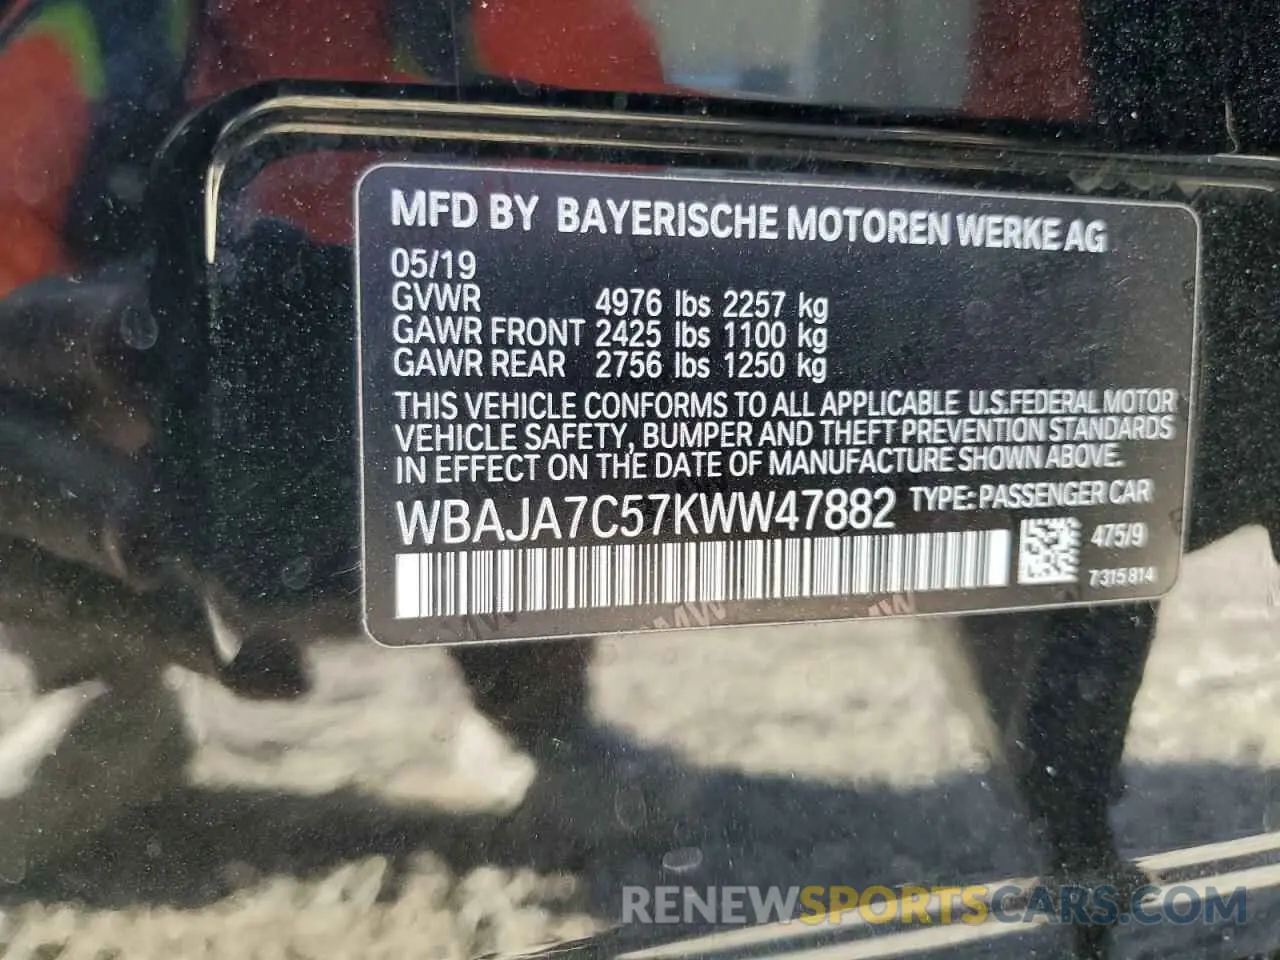 MFD BY BAYERISCHE MOTOREN WERKE AG
05/19
GVWR 4976 lbs 2257 kg
GAWR FRONT 2425 lbs 1100 kg
GAWR REAR 2756 lbs 1250 kg
THIS VEHICLE CONFORMS TO ALL APPLICABLE U.S.FEDERAL MOTOR
VEHICLE SAFETY, BUMPER AND THEFT PREVENTION STANDARDS
IN EFFECT ON THE DATE OF MANUFACTURE SHOWN ABOVE.
WBAJA7C57KWW47882 TYPE: PASSENGER CAR
475/9
7315814
RENEWSPORTSCARS.COM